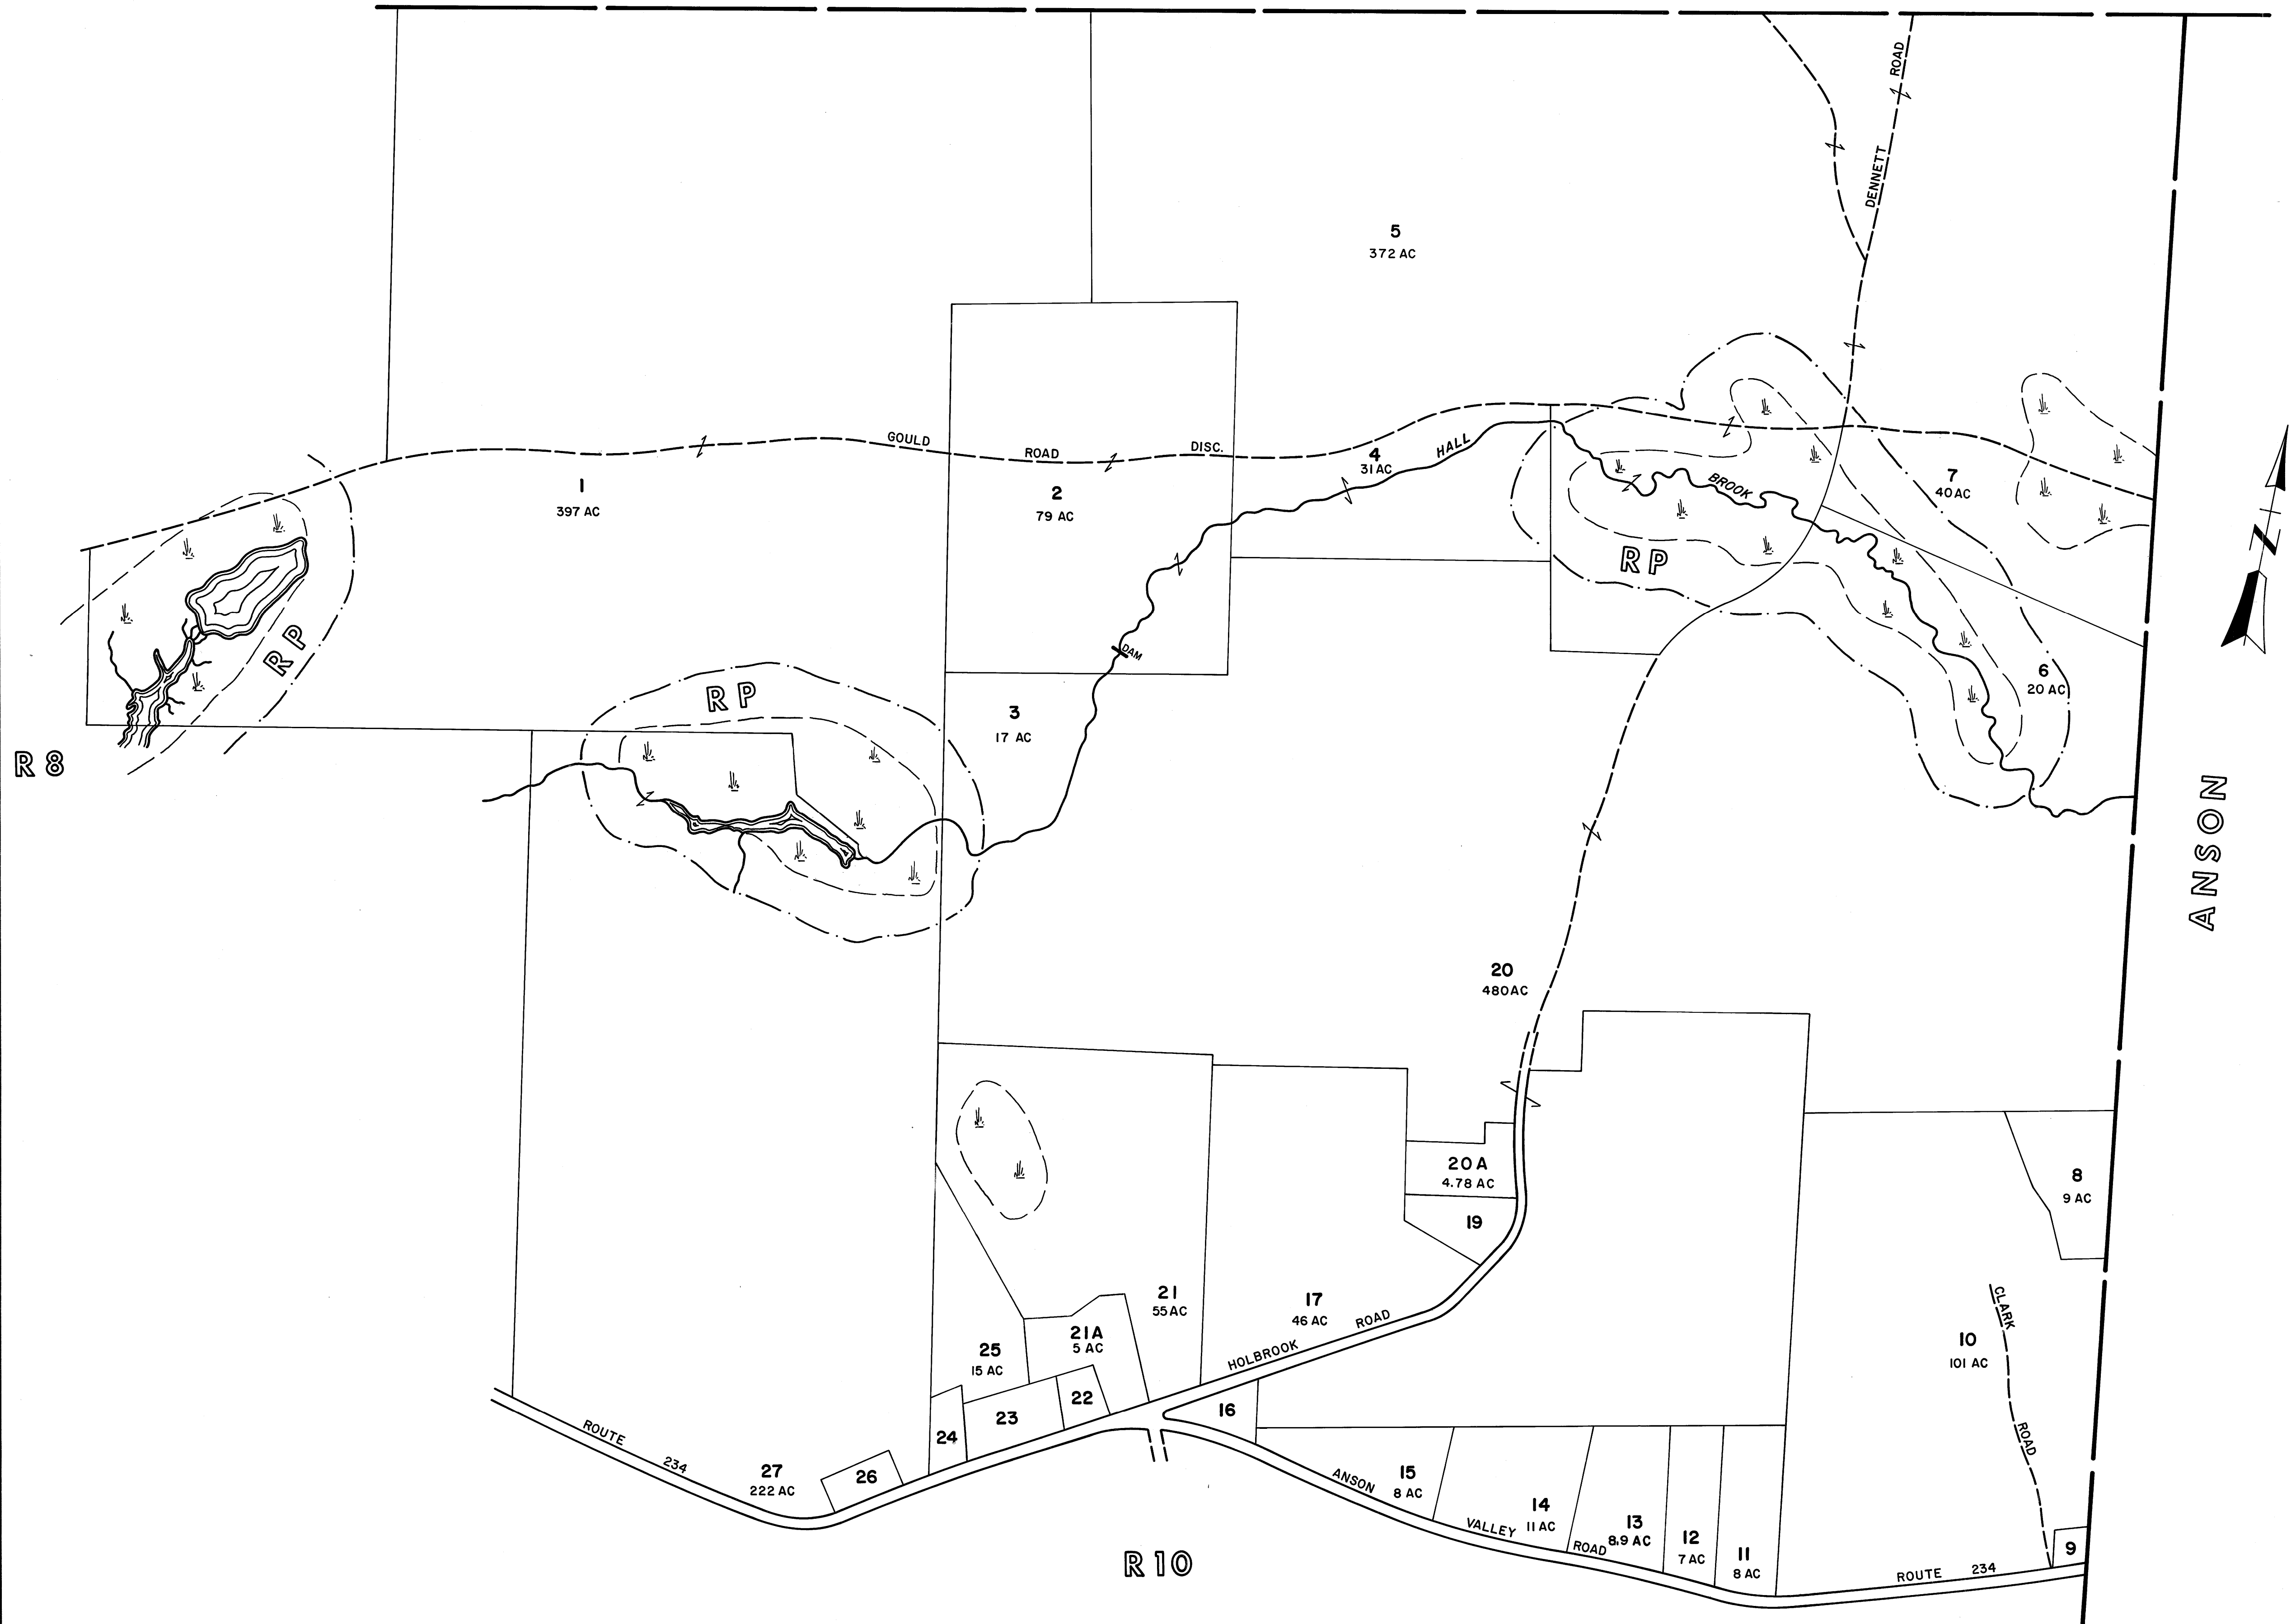 DENNETT ROAD
5
372 AC
GOULD ROAD DISC.
1
397 AC
2
79 AC
4
31 AC
HALL BROOK
7
40 AC
RP
RP
RP
DAM
3
17 AC
6
20 AC
N
R 8
ANSON
20
480 AC
20 A
4.78 AC
19
8
9 AC
21
55 AC
17
46 AC
HOLBROOK ROAD
21A
5 AC
25
15 AC
22
23
24
16
CLARK ROAD
10
101 AC
ROUTE 234
27
222 AC
26
ANSON VALLEY ROAD
15
8 AC
14
11 AC
13
8.9 AC
12
7 AC
11
8 AC
9
ROUTE 234
R 10